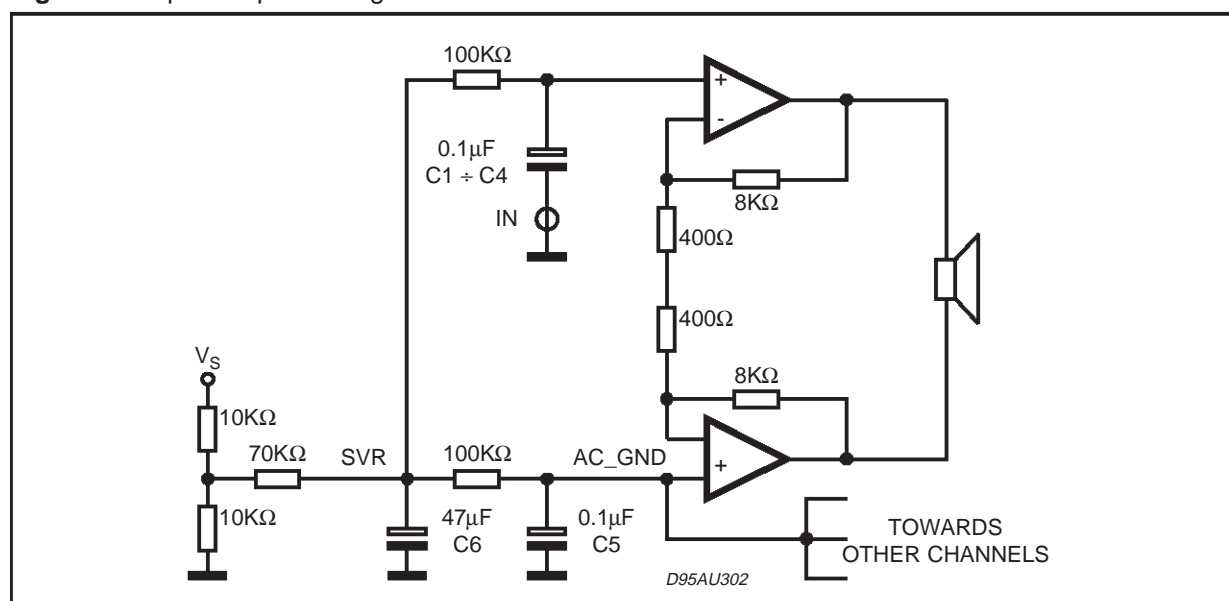 100KΩ
+
-
0.1µF
C1 ÷ C4
8KΩ
IN
400Ω
400Ω
VS
8KΩ
10KΩ
70KΩ
SVR
100KΩ
AC_GND
+
10KΩ
47µF
C6
0.1µF
C5
TOWARDS
OTHER CHANNELS
D95AU302